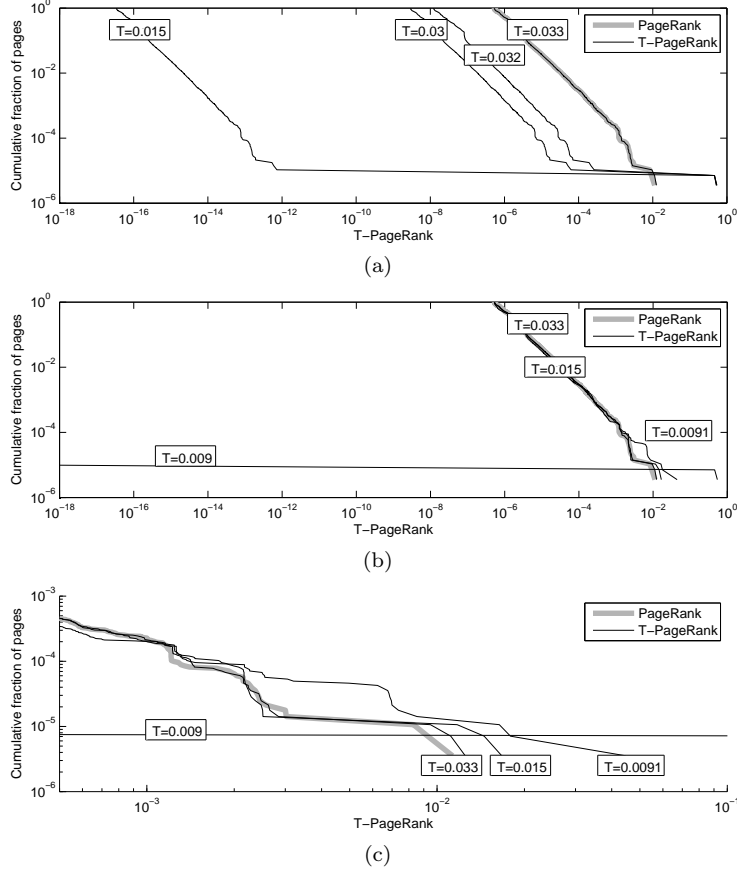 10^0
T=0.015
T=0.03
T=0.032
T=0.033
PageRank
T−PageRank
10^−2
10^−4
10^−6
Cumulative fraction of pages
10^−18 10^−16 10^−14 10^−12 10^−10 10^−8 10^−6 10^−4 10^−2 10^0
T−PageRank
(a)
10^0
T=0.033
PageRank
T−PageRank
10^−2
T=0.015
10^−4
T=0.0091
T=0.009
10^−6
Cumulative fraction of pages
10^−18 10^−16 10^−14 10^−12 10^−10 10^−8 10^−6 10^−4 10^−2 10^0
T−PageRank
(b)
10^−3
PageRank
T−PageRank
10^−4
10^−5
T=0.009
T=0.033
T=0.015
T=0.0091
10^−6
Cumulative fraction of pages
10^−3 10^−2 10^−1
T−PageRank
(c)